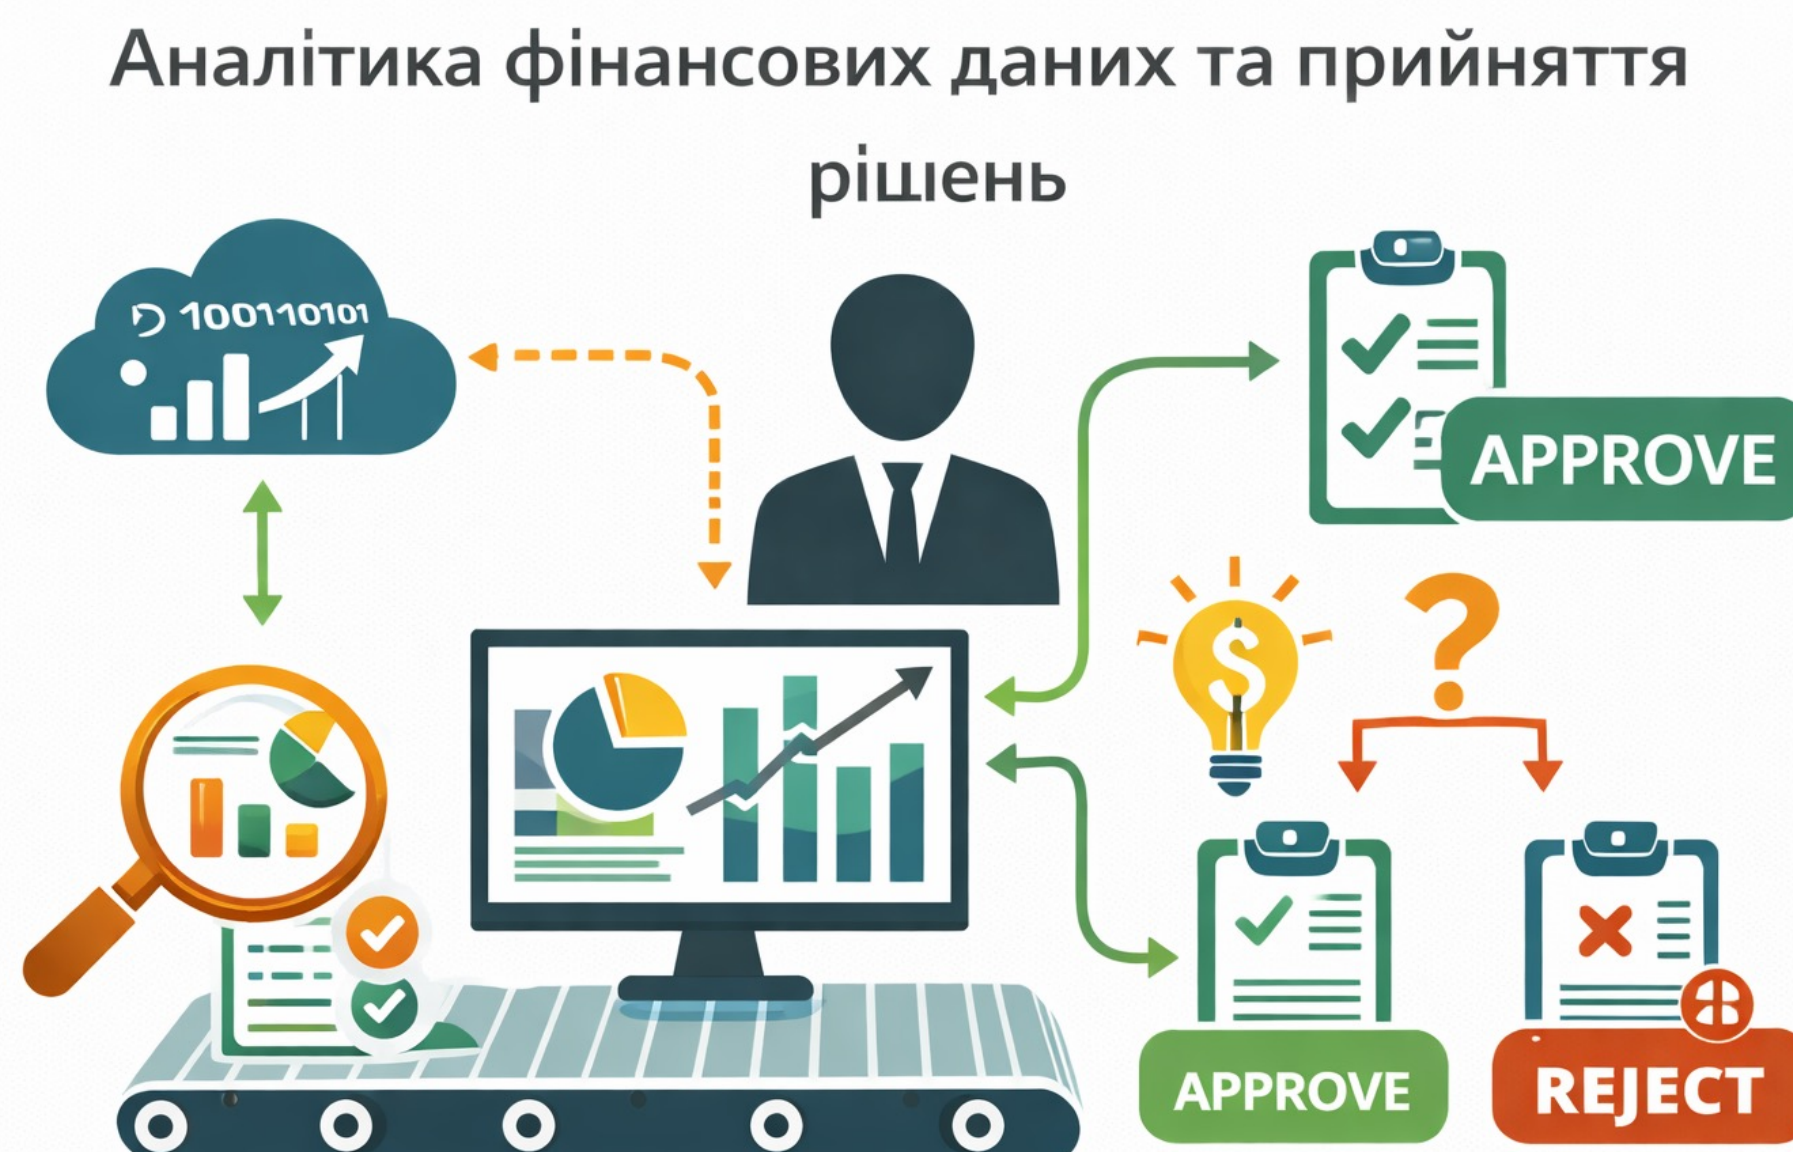 Аналітика фінансових даних та прийняття
рішень
100110101
APPROVE
$
?
APPROVE
REJECT